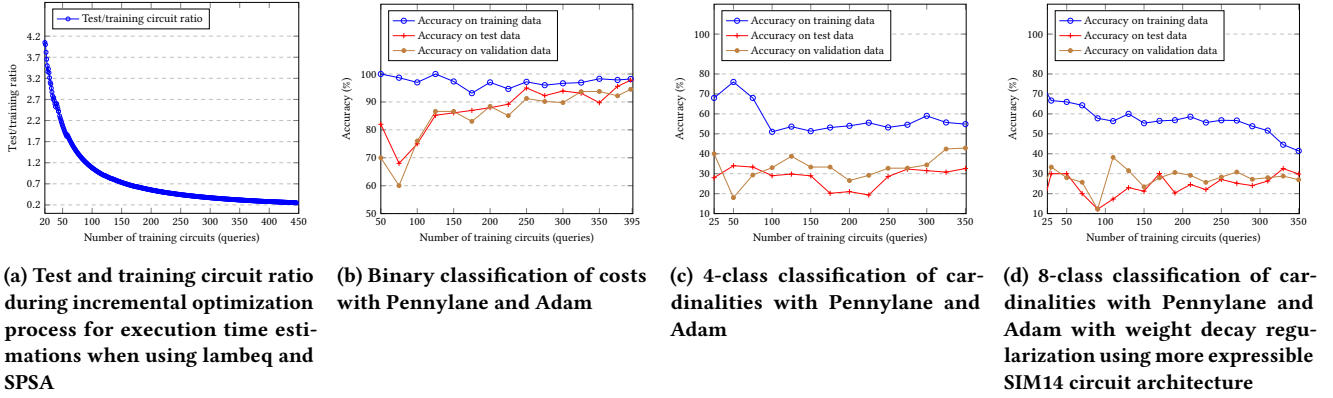 Test/training circuit ratio
4.2
3.7
3.2
2.7
2.2
1.7
1.2
0.7
0.2
Test/training ratio
20 50 100 150 200 250 300 350 400 450
Number of training circuits (queries)
(a) Test and training circuit ratio
during incremental optimization
process for execution time esti-
mations when using lambeq and
SPSA
Accuracy on training data
Accuracy on test data
Accuracy on validation data
100
90
80
70
60
50
Accuracy (%)
50 100 150 200 250 300 350 395
Number of training circuits (queries)
(b) Binary classification of costs
with Pennylane and Adam
Accuracy on training data
Accuracy on test data
Accuracy on validation data
100
80
70
60
50
40
30
20
10
Accuracy (%)
25 50 100 150 200 250 300 350
Number of training circuits (queries)
(c) 4-class classification of car-
dinalities with Pennylane and
Adam
Accuracy on training data
Accuracy on test data
Accuracy on validation data
100
80
70
60
50
40
30
20
10
Accuracy (%)
25 50 100 150 200 250 300 350
Number of training circuits (queries)
(d) 8-class classification of car-
dinalities with Pennylane and
Adam with weight decay regu-
larization using more expressible
SIM14 circuit architecture